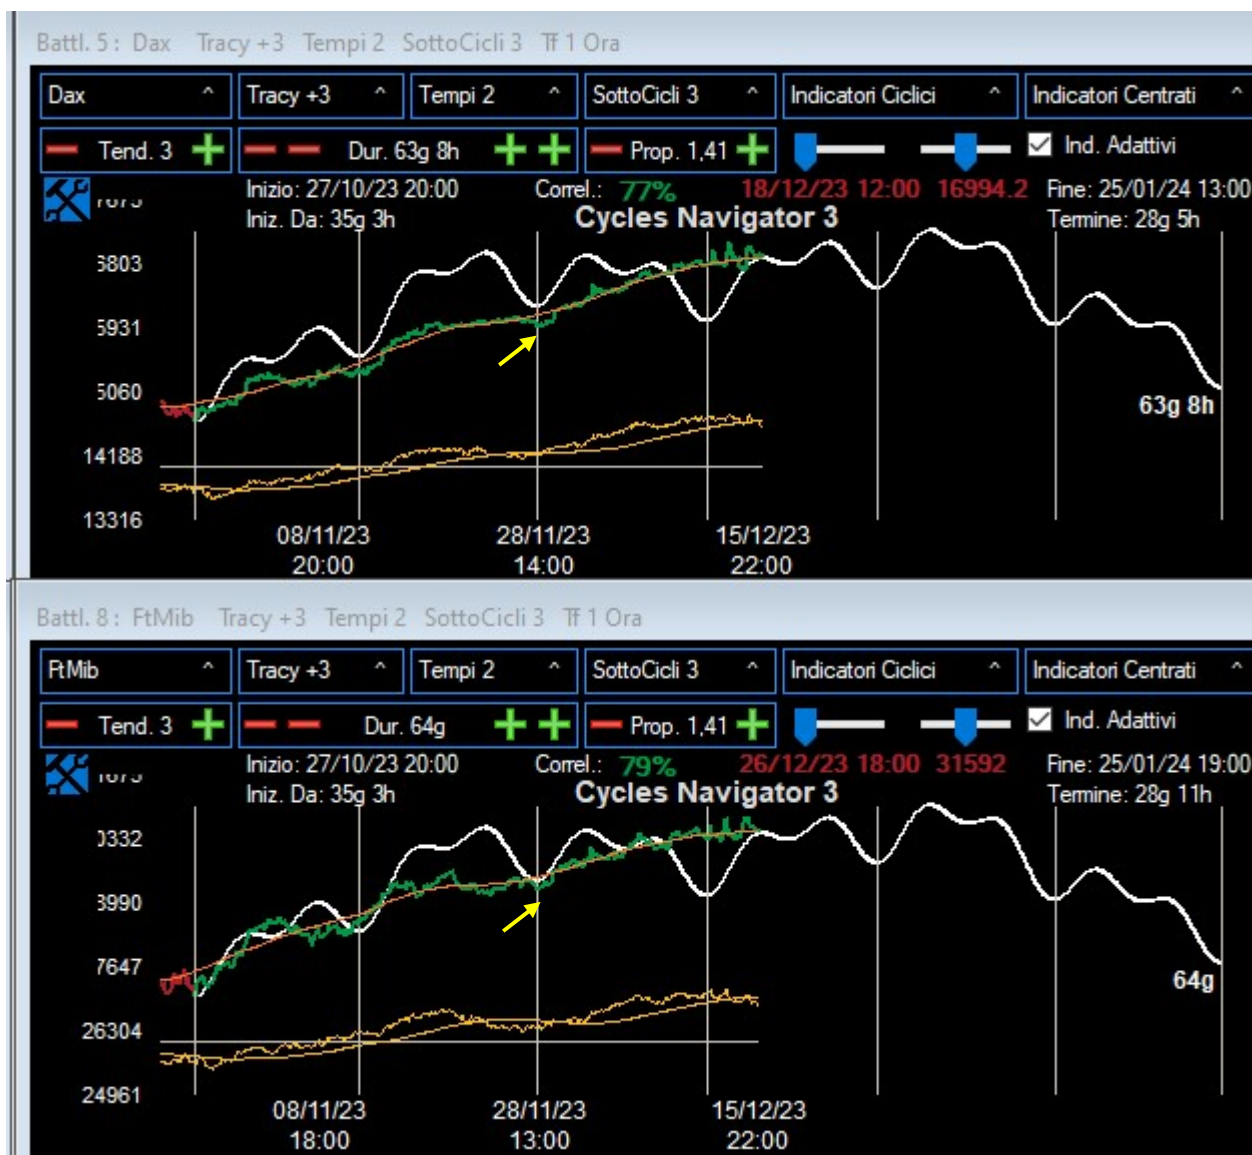 Battl. 5 : Dax Tracy +3 Tempi 2 SottoCicli 3 Tf 1 Ora
Dax ^ Tracy +3 ^ Tempi 2 ^ SottoCicli 3 ^ Indicatori Ciclici ^ Indicatori Centrati ^
Tend. 3 Dur. 63g 8h Prop. 1,41 Ind. Adattivi
Inizio: 27/10/23 20:00 Correl.: 77% 18/12/23 12:00 16994.2 Fine: 25/01/24 13:00
Iniz. Da: 35g 3h Cycles Navigator 3 Termine: 28g 5h
6803
5931
5060
63g 8h
14188
13316
08/11/23 28/11/23 15/12/23
20:00 14:00 22:00
Battl. 8 : FtMib Tracy +3 Tempi 2 SottoCicli 3 Tf 1 Ora
FtMib ^ Tracy +3 ^ Tempi 2 ^ SottoCicli 3 ^ Indicatori Ciclici ^ Indicatori Centrati ^
Tend. 3 Dur. 64g Prop. 1,41 Ind. Adattivi
Inizio: 27/10/23 20:00 Correl.: 79% 26/12/23 18:00 31592 Fine: 25/01/24 19:00
Iniz. Da: 35g 3h Cycles Navigator 3 Termine: 28g 11h
0332
8990
7647
64g
26304
24961
08/11/23 28/11/23 15/12/23
18:00 13:00 22:00